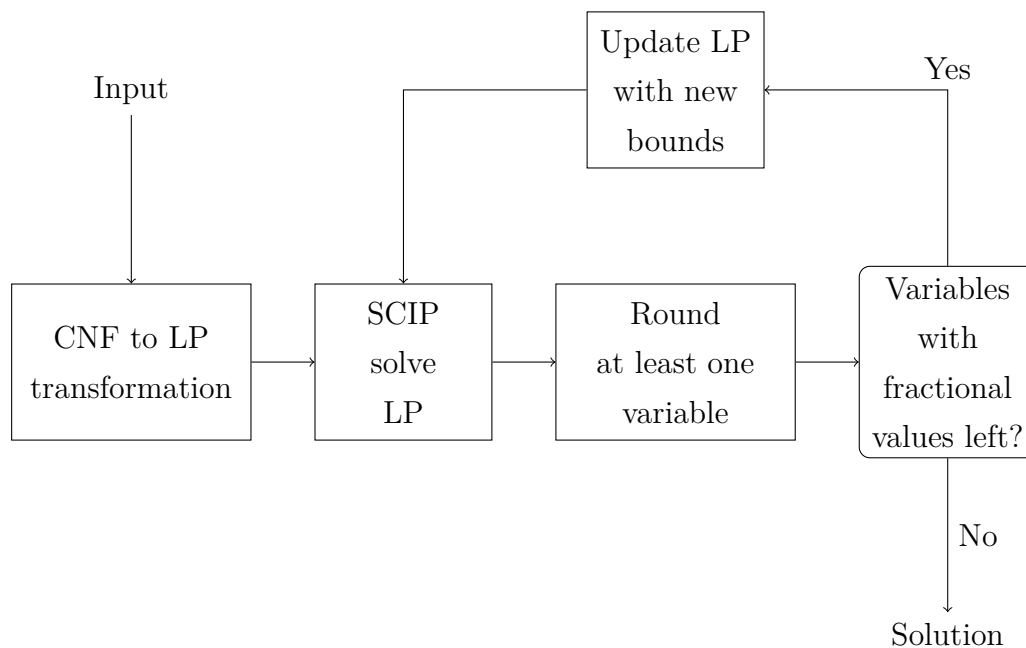 Update LP
with new
bounds
Yes
Input
CNF to LP
transformation
SCIP
solve
LP
Round
at least one
variable
Variables
with
fractional
values left?
No
Solution